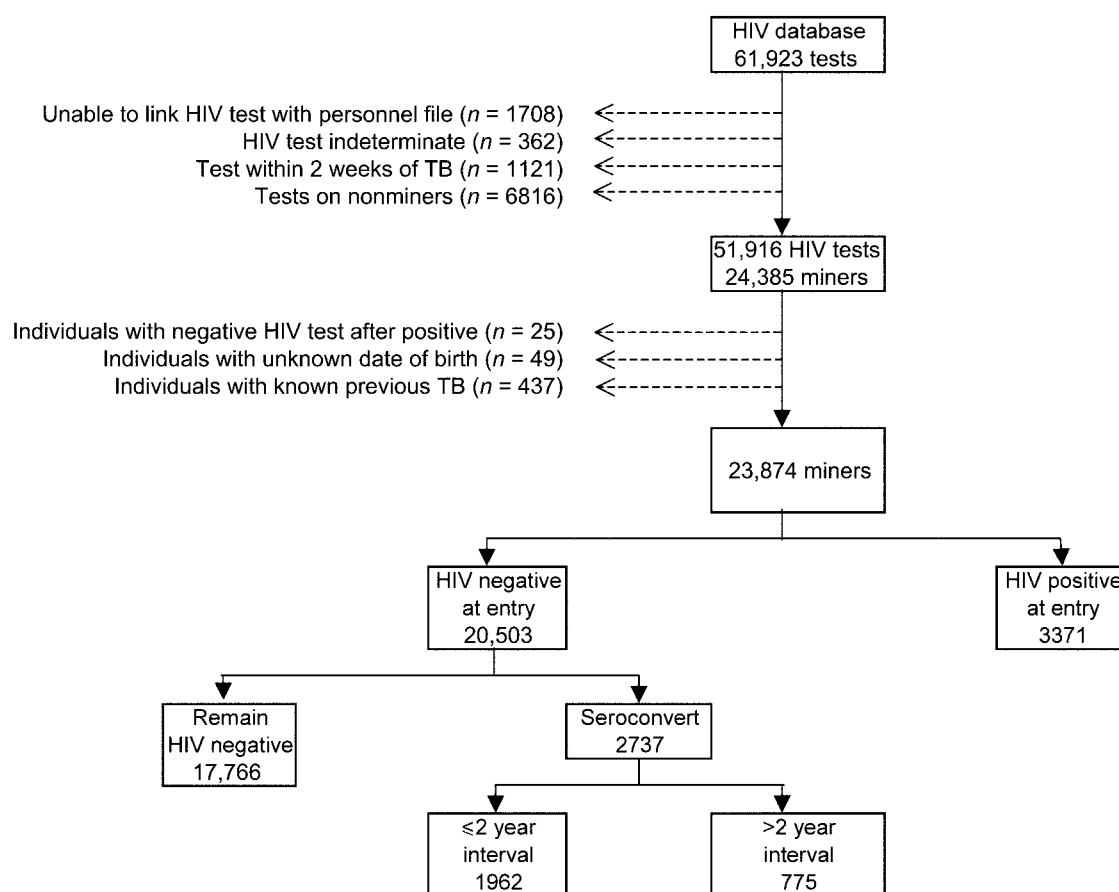 HIV database
61,923 tests
Unable to link HIV test with personnel file (n = 1708)
HIV test indeterminate (n = 362)
Test within 2 weeks of TB (n = 1121)
Tests on nonminers (n = 6816)
51,916 HIV tests
24,385 miners
Individuals with negative HIV test after positive (n = 25)
Individuals with unknown date of birth (n = 49)
Individuals with known previous TB (n = 437)
23,874 miners
HIV negative
at entry
20,503
HIV positive
at entry
3371
Remain
HIV negative
17,766
Seroconvert
2737
⩽2 year
interval
1962
>2 year
interval
775